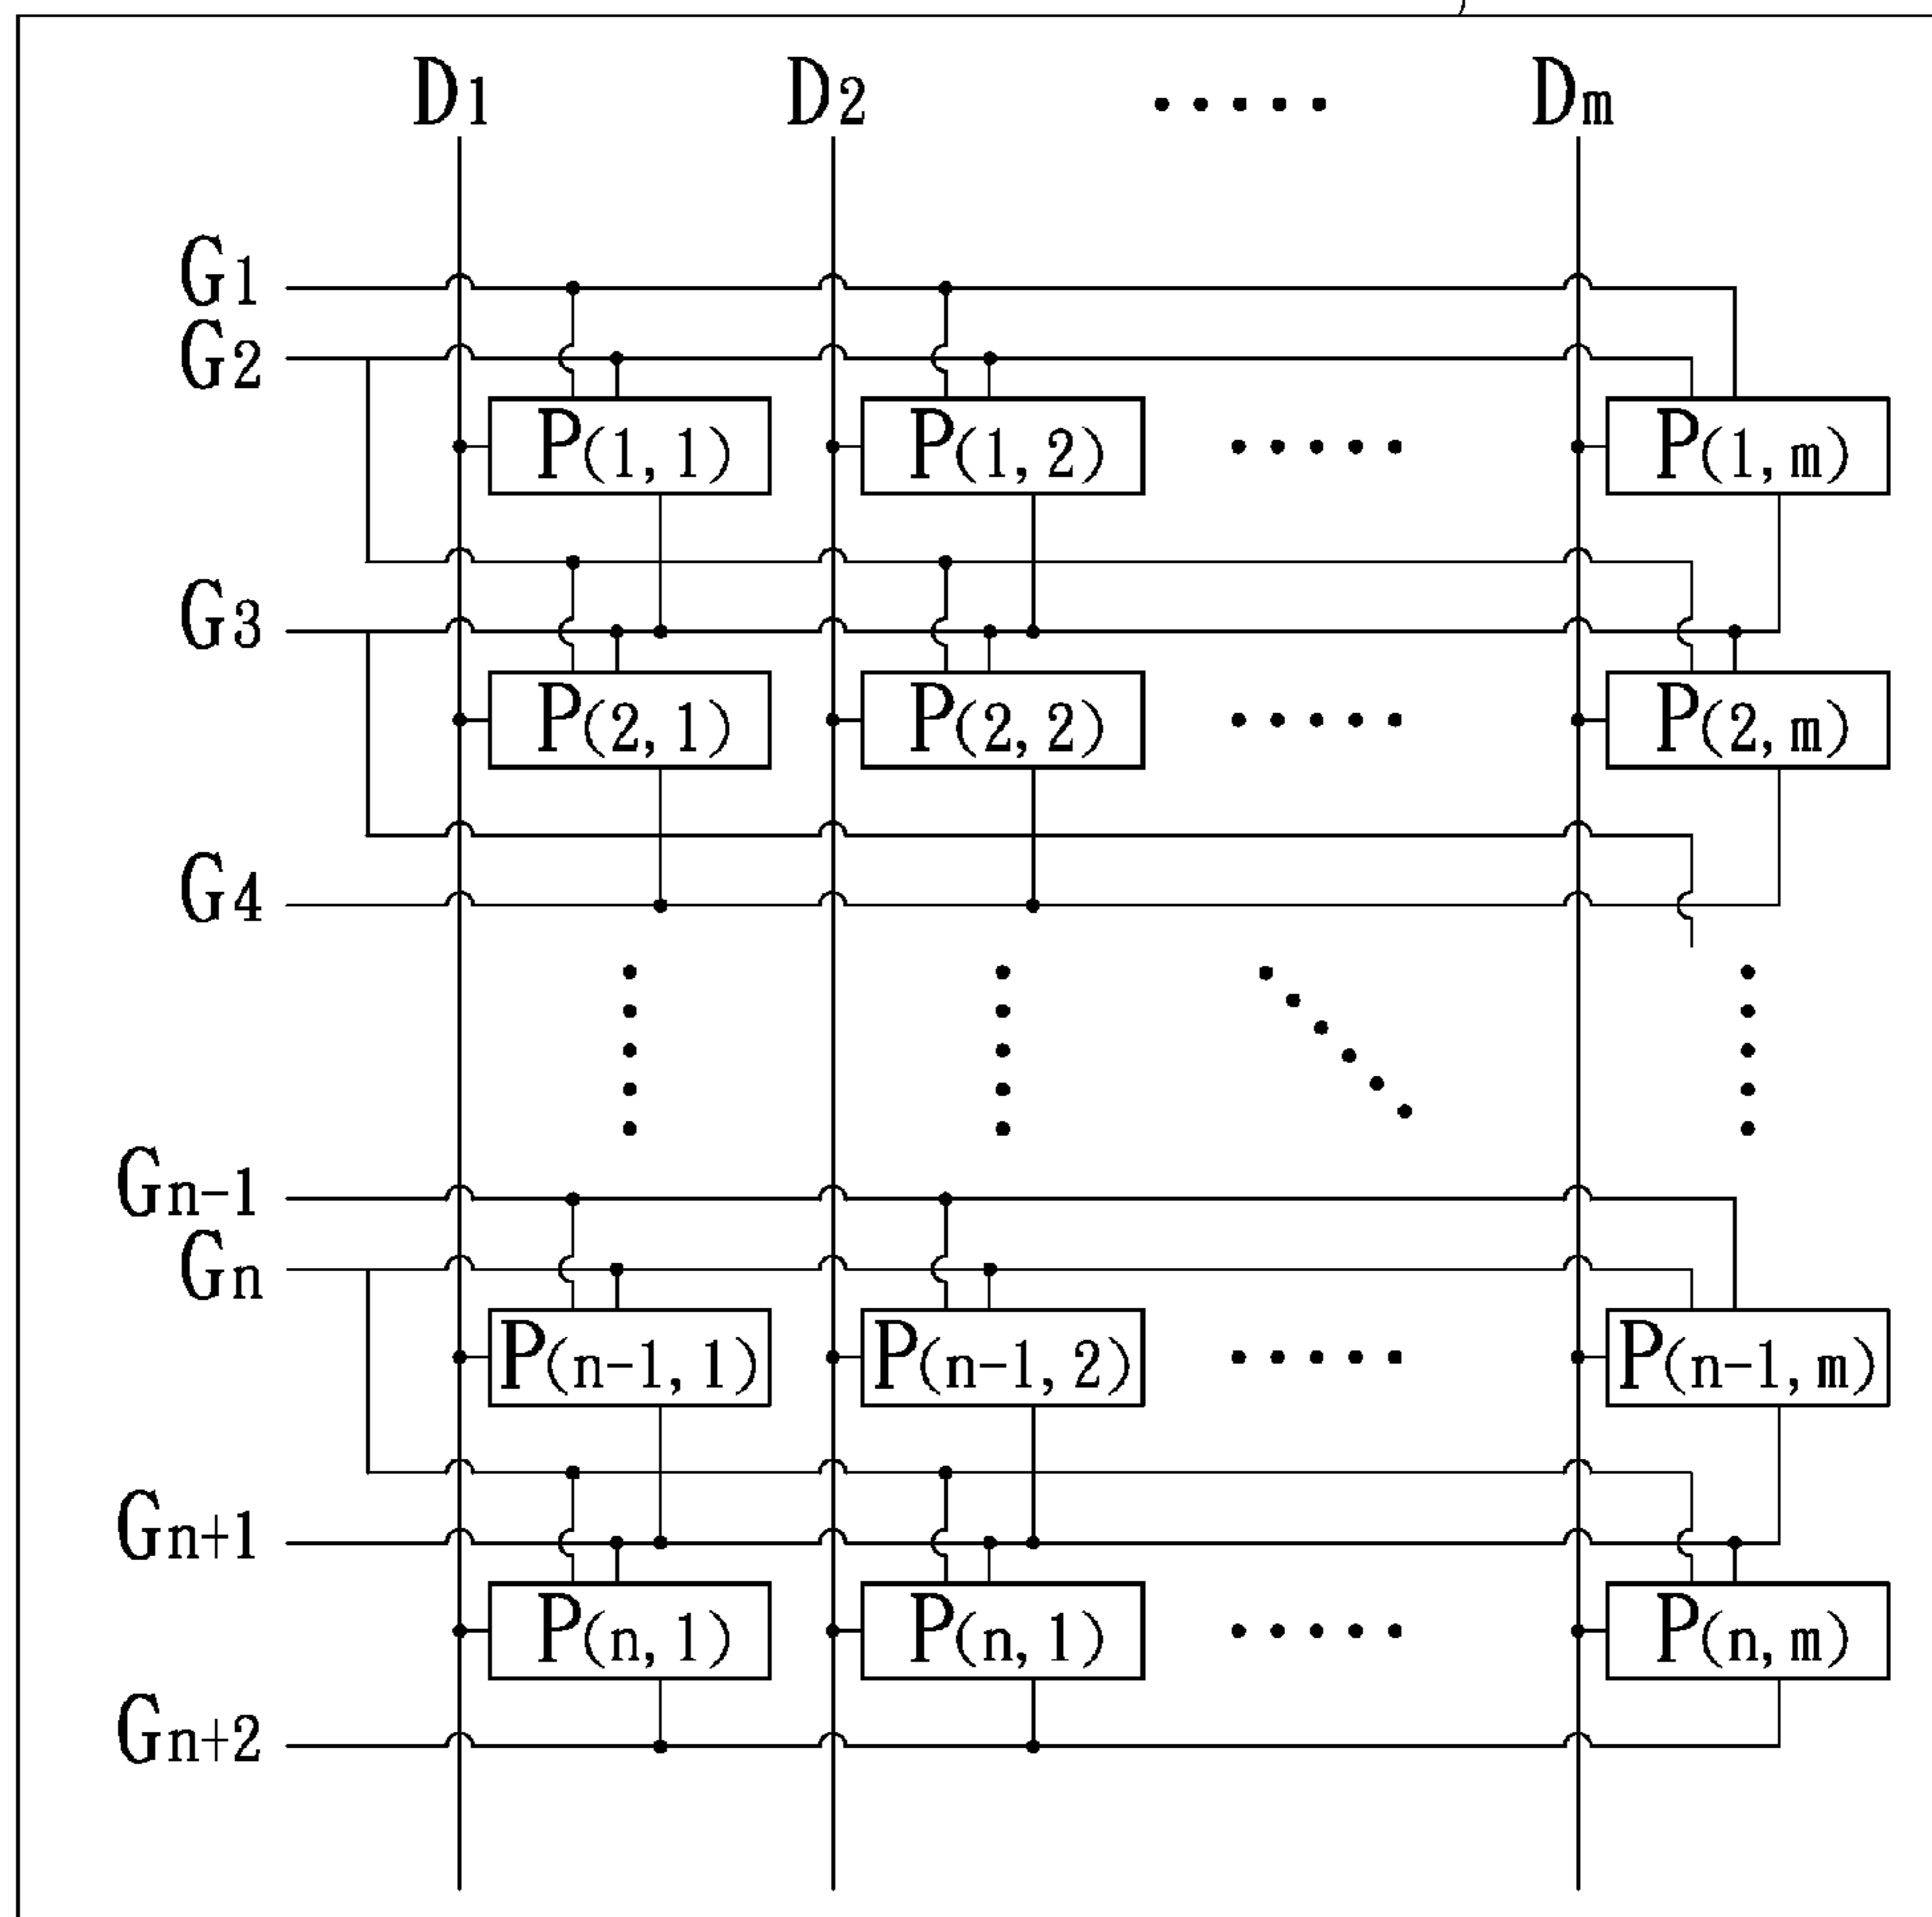 D1 D2 ····· Dm
G1
G2
P(1,1) P(1,2) ····· P(1,m)
G3
P(2,1) P(2,2) ····· P(2,m)
G4
Gn-1
Gn
P(n-1,1) P(n-1,2) ····· P(n-1,m)
Gn+1
P(n,1) P(n,1) ····· P(n,m)
Gn+2